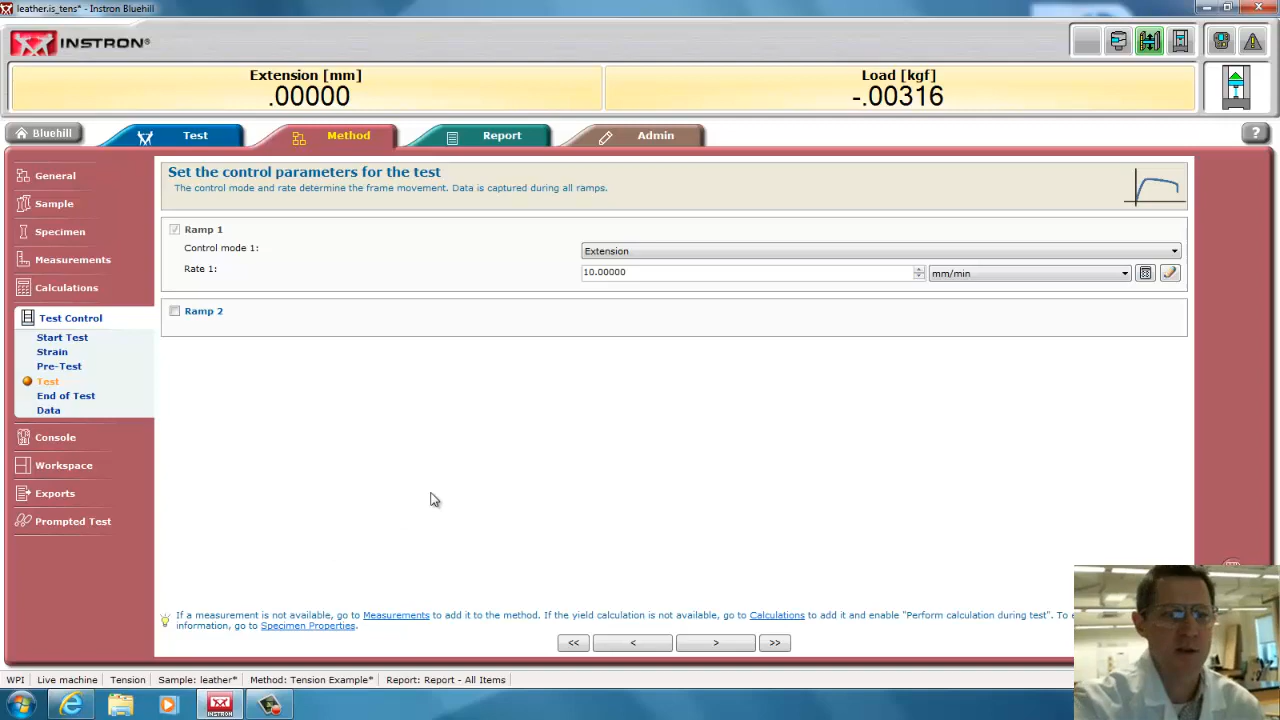 leather.is_tens* - Instron Bluehill
INSTRON®
Extension [mm]
.00000
Load [kgf]
-.00316
Bluehill
Test
Method
Report
Admin
?
General
Sample
Specimen
Measurements
Calculations
Test Control
Start Test
Strain
Pre-Test
Test
End of Test
Data
Console
Workspace
Exports
Prompted Test
Set the control parameters for the test
The control mode and rate determine the frame movement. Data is captured during all ramps.
Ramp 1
Control mode 1:
Extension
Rate 1:
10.00000
mm/min
Ramp 2
If a measurement is not available, go to Measurements to add it to the method. If the yield calculation is not available, go to Calculations to add it and enable "Perform calculation during test". To
information, go to Specimen Properties.
<<
<
>
>>
WPI
Live machine
Tension
Sample: leather*
Method: Tension Example*
Report: Report - All Items
INSTRON